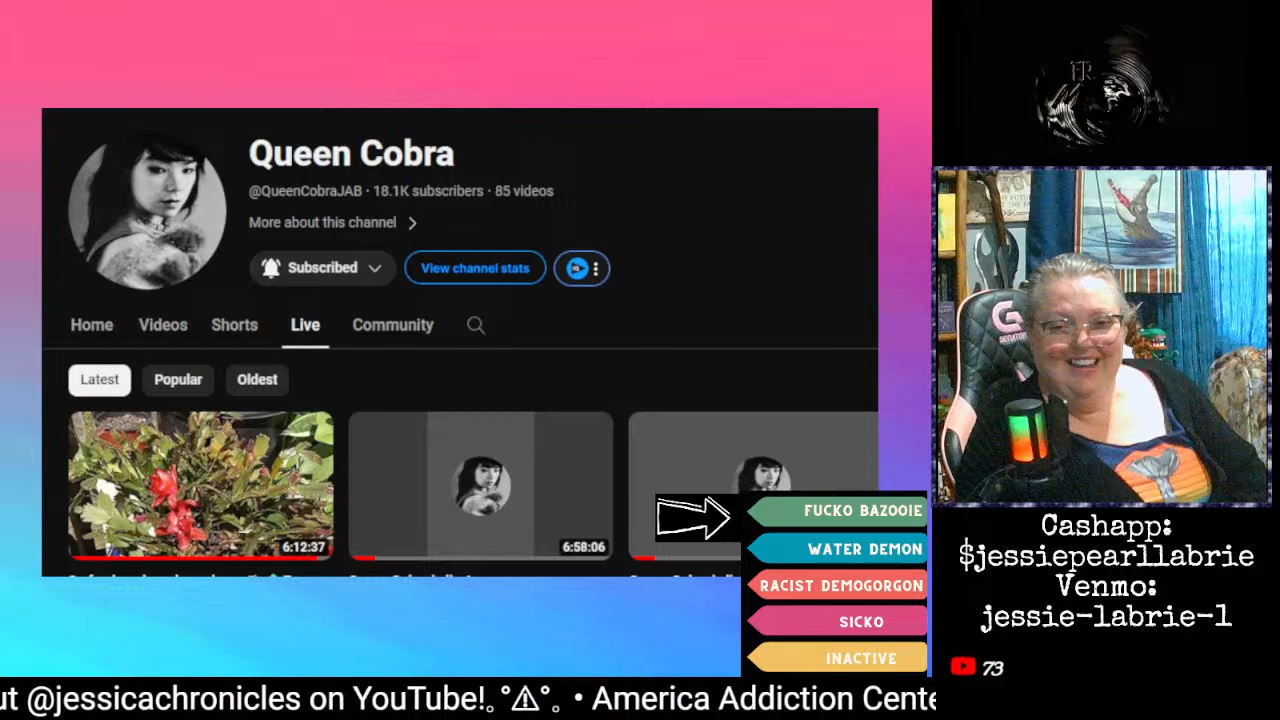 Queen Cobra
@QueenCobraJAB · 18.1K subscribers · 85 videos
More about this channel
Subscribed
View channel stats
Home Videos Shorts Live Community
Latest Popular Oldest
6:12:37
6:58:06
FUCKO BAZOOIE
WATER DEMON
RACIST DEMOGORGON
SICKO
INACTIVE
Cashapp:
$jessiepearllabrie
Venmo:
jessie-labrie-1
73
ut @jessicachronicles on YouTube!｡°⚠°｡ • America Addiction Cente